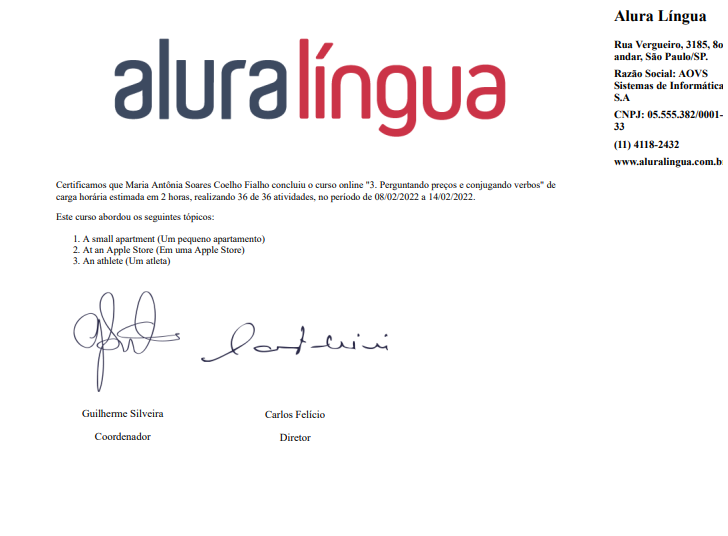 Alura Língua
Rua Vergueiro, 3185, 8o
andar, São Paulo/SP.
Razão Social: AOVS
Sistemas de Informática
S.A
CNPJ: 05.555.382/0001-
33
(11) 4118-2432
www.aluralingua.com.b
aluralíngua
Certificamos que Maria Antônia Soares Coelho Fialho concluiu o curso online "3. Perguntando preços e conjugando verbos" de
carga horária estimada em 2 horas, realizando 36 de 36 atividades, no período de 08/02/2022 a 14/02/2022.
Este curso abordou os seguintes tópicos:
1. A small apartment (Um pequeno apartamento)
2. At an Apple Store (Em uma Apple Store)
3. An athlete (Um atleta)
Guilherme Silveira
Carlos Felício
Coordenador
Diretor